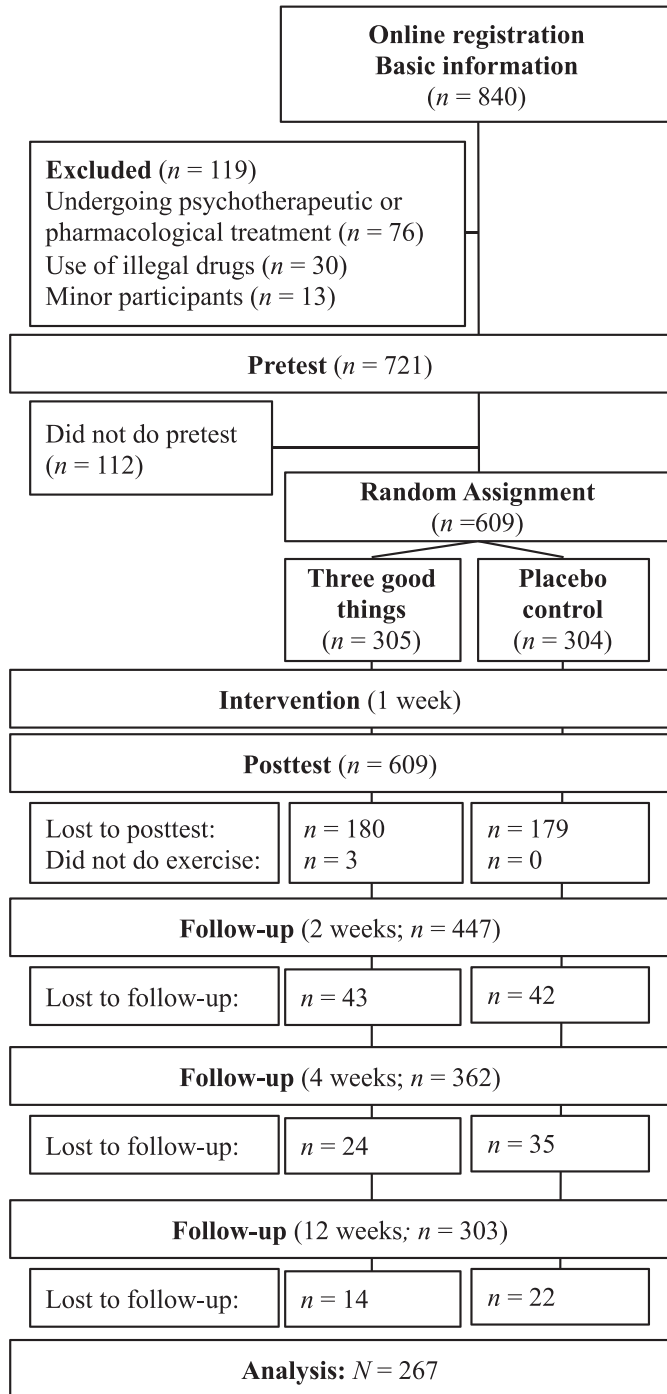 Online registration
Basic information
(n = 840)
Excluded (n = 119)
Undergoing psychotherapeutic or
pharmacological treatment (n = 76)
Use of illegal drugs (n = 30)
Minor participants (n = 13)
Pretest (n = 721)
Did not do pretest
(n = 112)
Random Assignment
(n =609)
Three good
things
(n = 305)
Placebo
control
(n = 304)
Intervention (1 week)
Posttest (n = 609)
Lost to posttest: n = 180 n = 179
Did not do exercise: n = 3 n = 0
Follow-up (2 weeks; n = 447)
Lost to follow-up: n = 43 n = 42
Follow-up (4 weeks; n = 362)
Lost to follow-up: n = 24 n = 35
Follow-up (12 weeks; n = 303)
Lost to follow-up: n = 14 n = 22
Analysis: N = 267